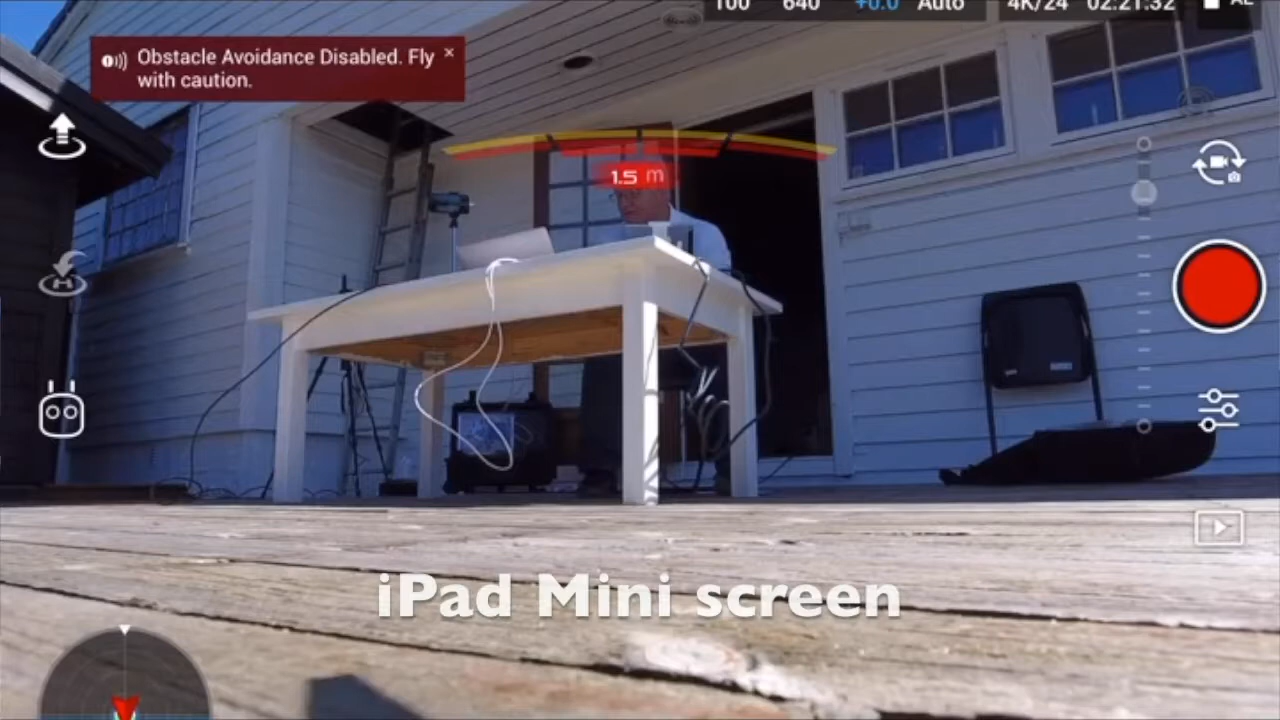 100 640 +0.0 Auto 4K/24 02:21:32 AE
Obstacle Avoidance Disabled. Fly
with caution.
1.5 m
H
iPad Mini screen